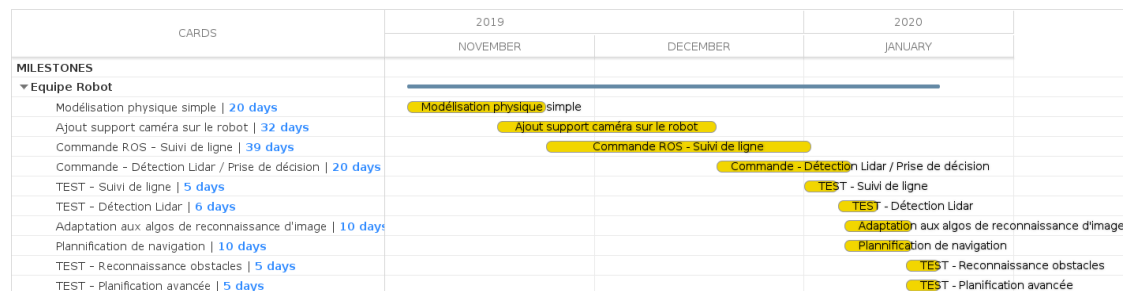 CARDS
2019
2020
NOVEMBER
DECEMBER
JANUARY
MILESTONES
Equipe Robot
Modélisation physique simple | 20 days
Modélisation physique simple
Ajout support caméra sur le robot | 32 days
Ajout support caméra sur le robot
Commande ROS - Suivi de ligne | 39 days
Commande ROS - Suivi de ligne
Commande - Détection Lidar / Prise de décision | 20 days
Commande - Détection Lidar / Prise de décision
TEST - Suivi de ligne | 5 days
TEST - Suivi de ligne
TEST - Détection Lidar | 6 days
TEST - Détection Lidar
Adaptation aux algos de reconnaissance d'image | 10 days
Adaptation aux algos de reconnaissance d'image
Plannification de navigation | 10 days
Plannification de navigation
TEST - Reconnaissance obstacles | 5 days
TEST - Reconnaissance obstacles
TEST - Planification avancée | 5 days
TEST - Planification avancée